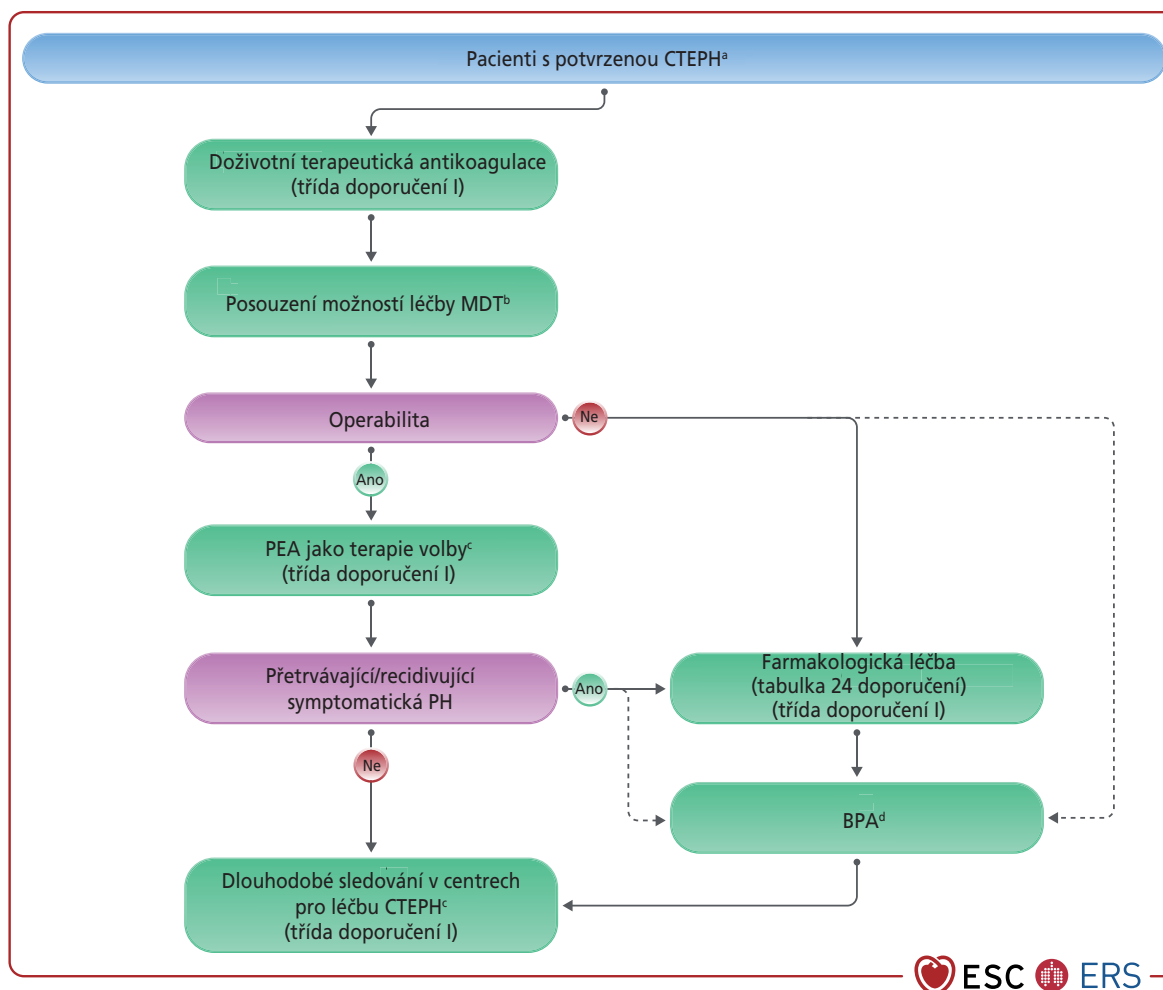 Pacienti s potvrzenou CTEPHᵃ
Doživotní terapeutická antikoagulace
(třída doporučení I)
Posouzení možností léčby MDTᵇ
Operabilita
Ne
Ano
PEA jako terapie volbyᶜ
(třída doporučení I)
Přetrvávající/recidivující
symptomatická PH
Ano
Farmakologická léčba
(tabulka 24 doporučení)
(třída doporučení I)
Ne
BPAᵈ
Dlouhodobé sledování v centrech
pro léčbu CTEPHᶜ
(třída doporučení I)
ESC ERS